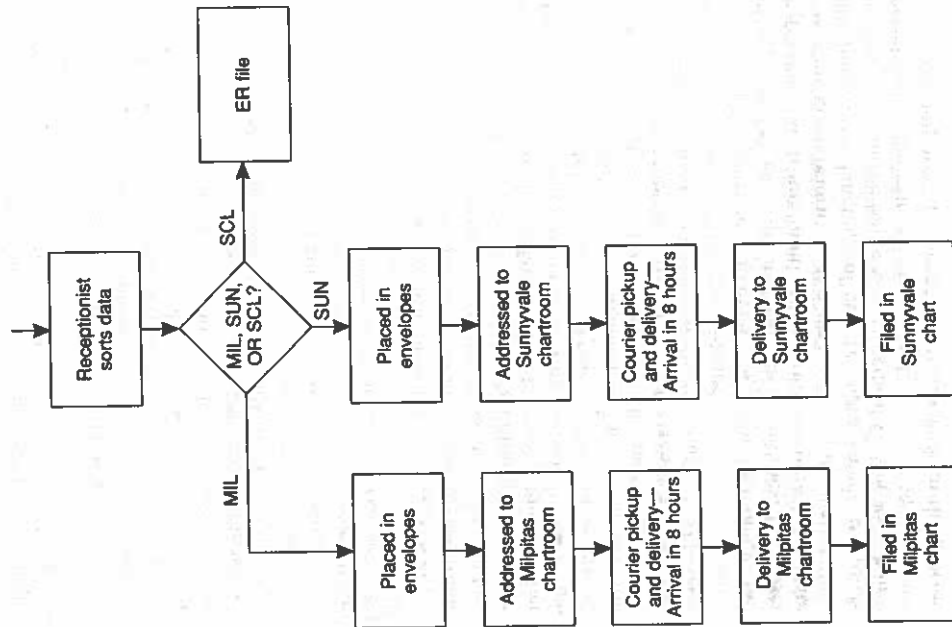 Receptionist
sorts data
MIL, SUN,
OR SCL?
SCL
ER file
MIL
SUN
Placed in
envelopes
Addressed to
Milpitas
chartroom
Courier pickup
and delivery—
Arrival in 8 hours
Delivery to
Milpitas
chartroom
Filed in
Milpitas
chart
Placed in
envelopes
Addressed to
Sunnyvale
chartroom
Courier pickup
and delivery—
Arrival in 8 hours
Delivery to
Sunnyvale
chartroom
Filed in
Sunnyvale
chart